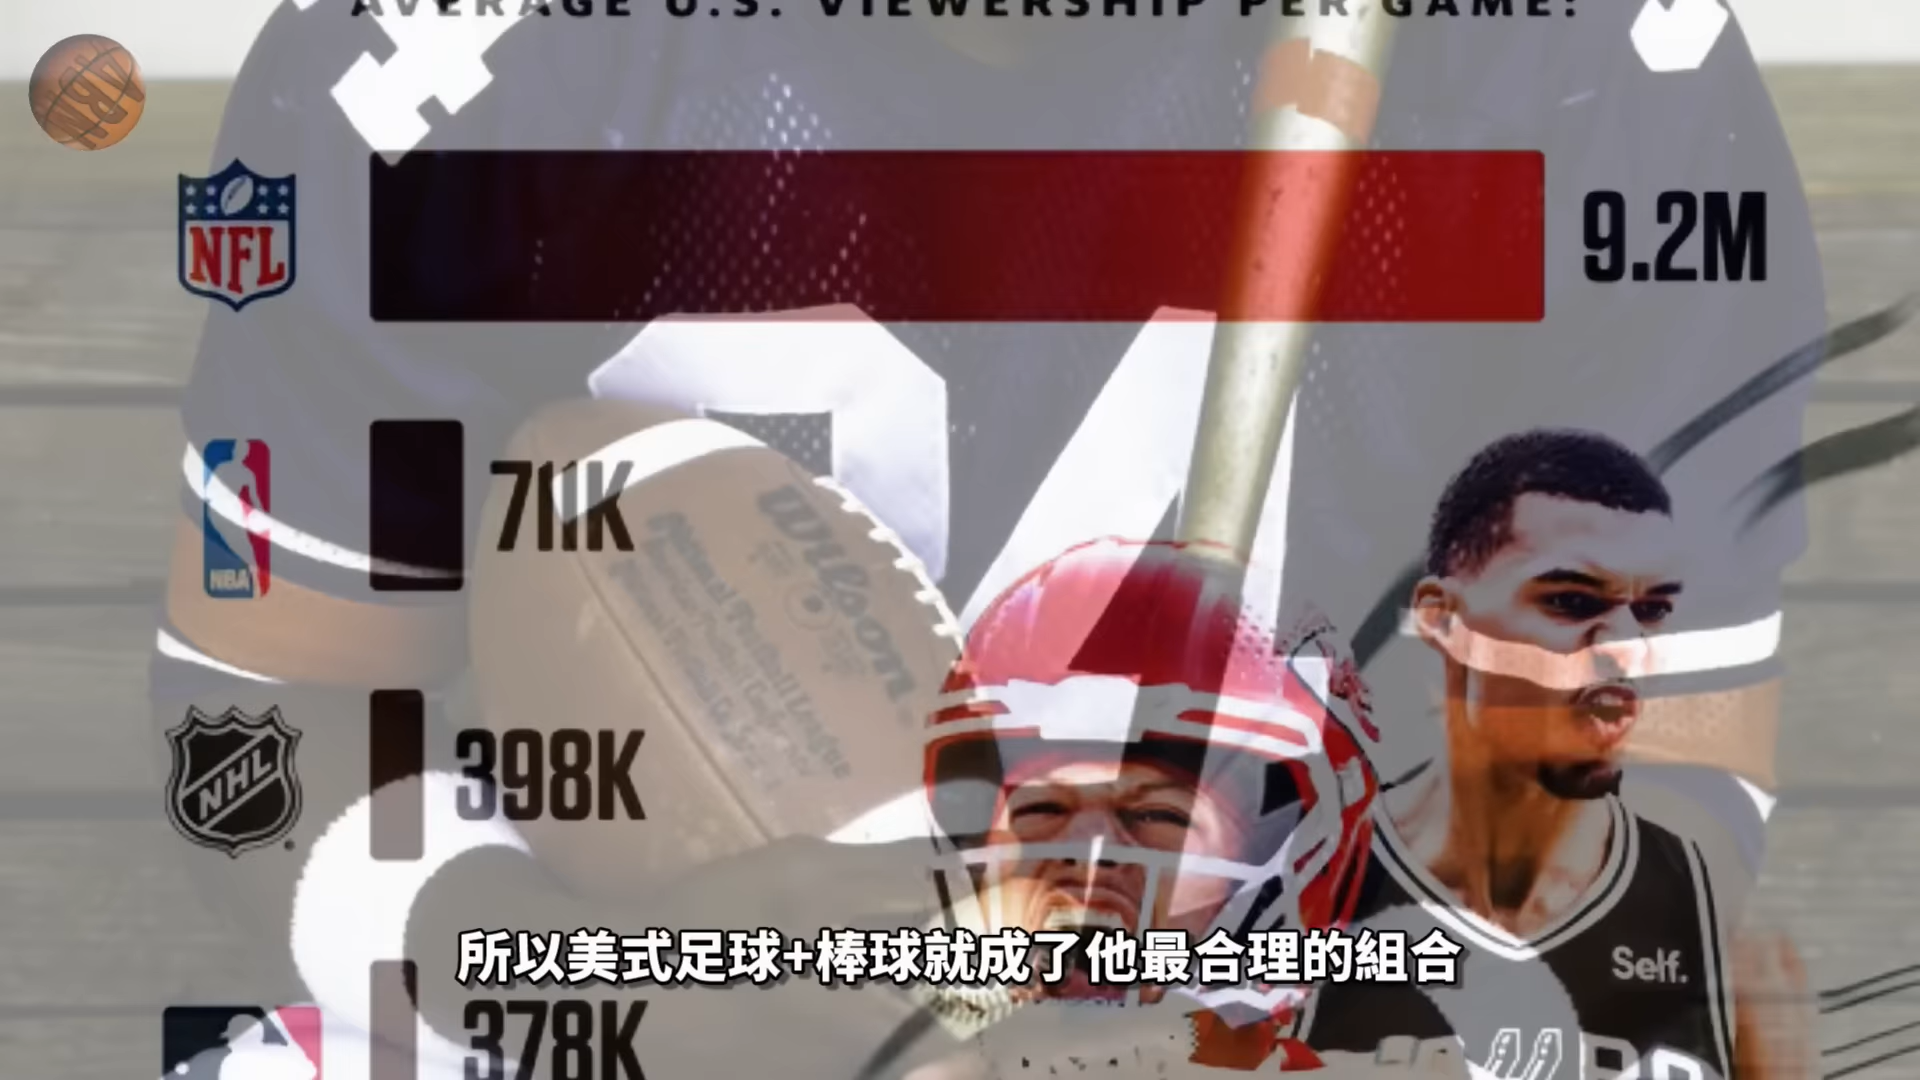 AVERAGE U.S. VIEWERSHIP PER GAME:
NFL
9.2M
NBA
711K
Wilson
NHL
398K
Self.
所以美式足球+棒球就成了他最合理的組合
378K